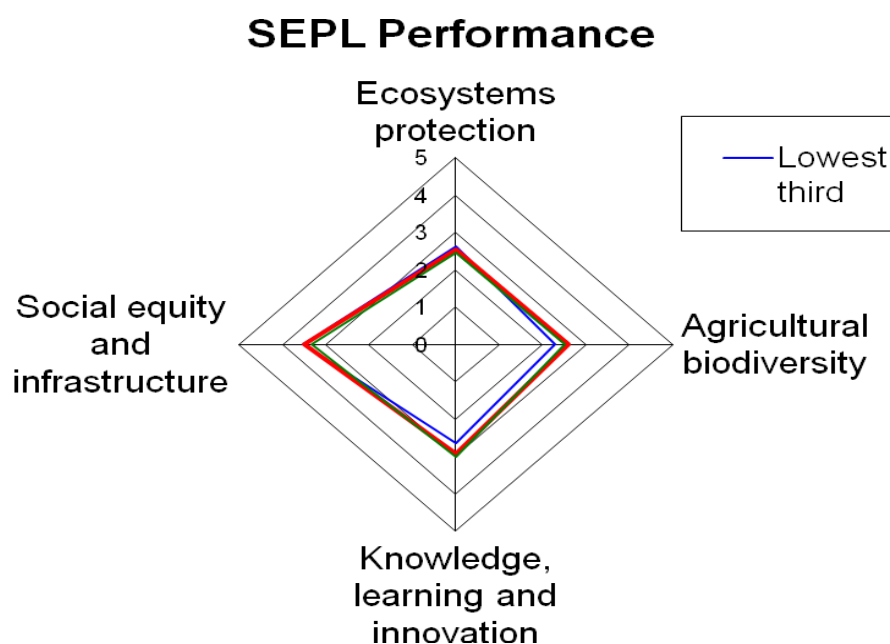 SEPL Performance
Ecosystems
protection
5
4
3
2
1
0
Lowest
third
Social equity
and
infrastructure
Agricultural
biodiversity
Knowledge,
learning and
innovation